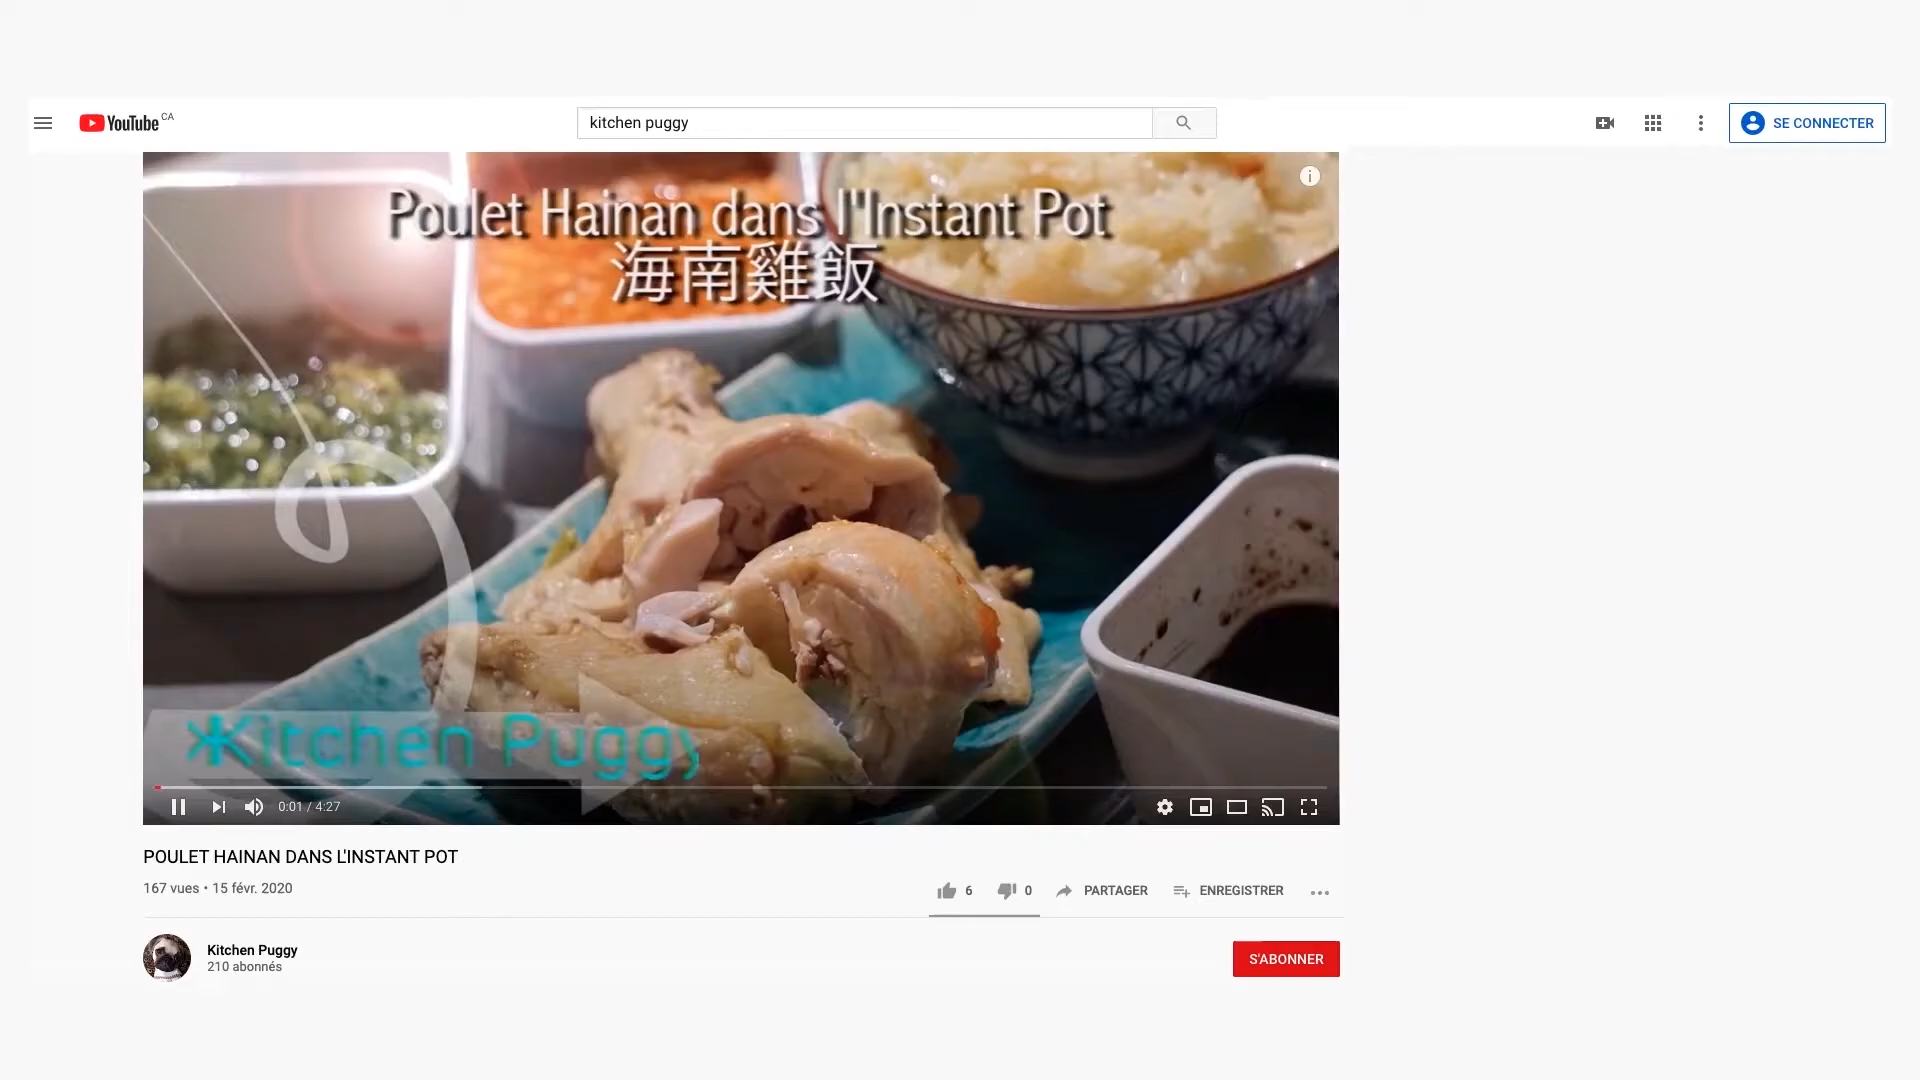 YouTube CA
kitchen puggy
SE CONNECTER
Poulet Hainan dans l''Instant Pot
海南雞飯
Kitchen Puggy
0:01 / 4:27
POULET HAINAN DANS L'INSTANT POT
167 vues • 15 févr. 2020
6
0
PARTAGER
ENREGISTRER
Kitchen Puggy
210 abonnés
S'ABONNER